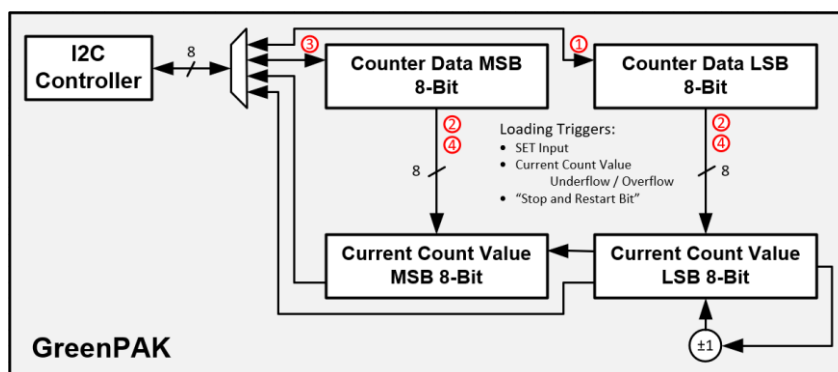 I2C
Controller
8
③
Counter Data MSB
8-Bit
①
Counter Data LSB
8-Bit
②
④
8
Loading Triggers:
• SET Input
• Current Count Value
Underflow / Overflow
• “Stop and Restart Bit”
②
④
8
Current Count Value
MSB 8-Bit
Current Count Value
LSB 8-Bit
±1
GreenPAK